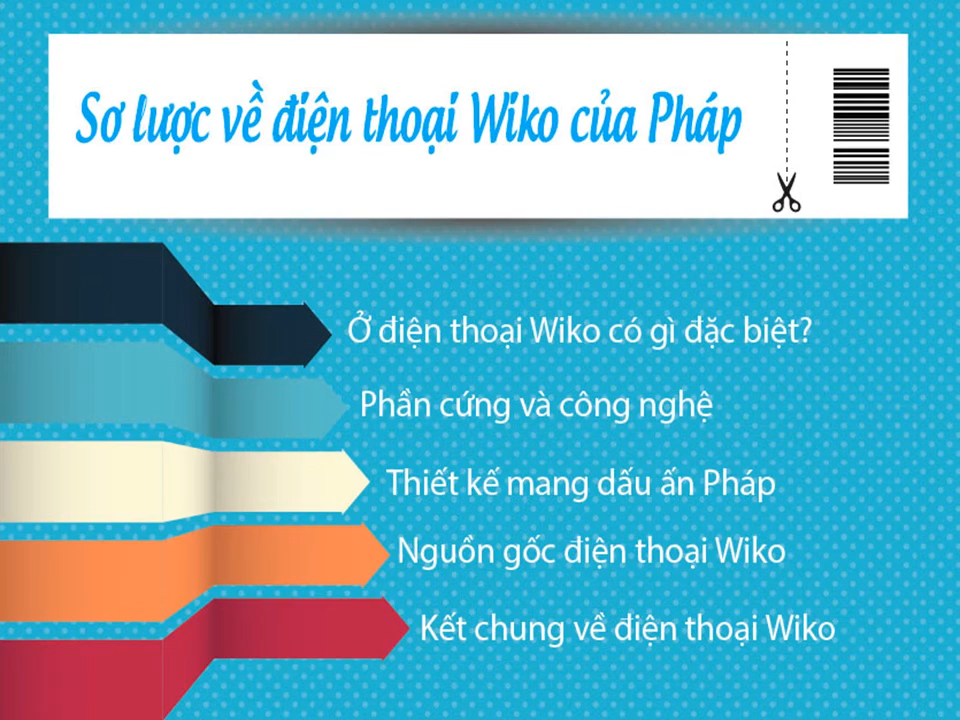 Sơ lược về điện thoại Wiko của Pháp
Ở điện thoại Wiko có gì đặc biệt?
Phần cứng và công nghệ
Thiết kế mang dấu ấn Pháp
Nguồn gốc điện thoại Wiko
Kết chung về điện thoại Wiko